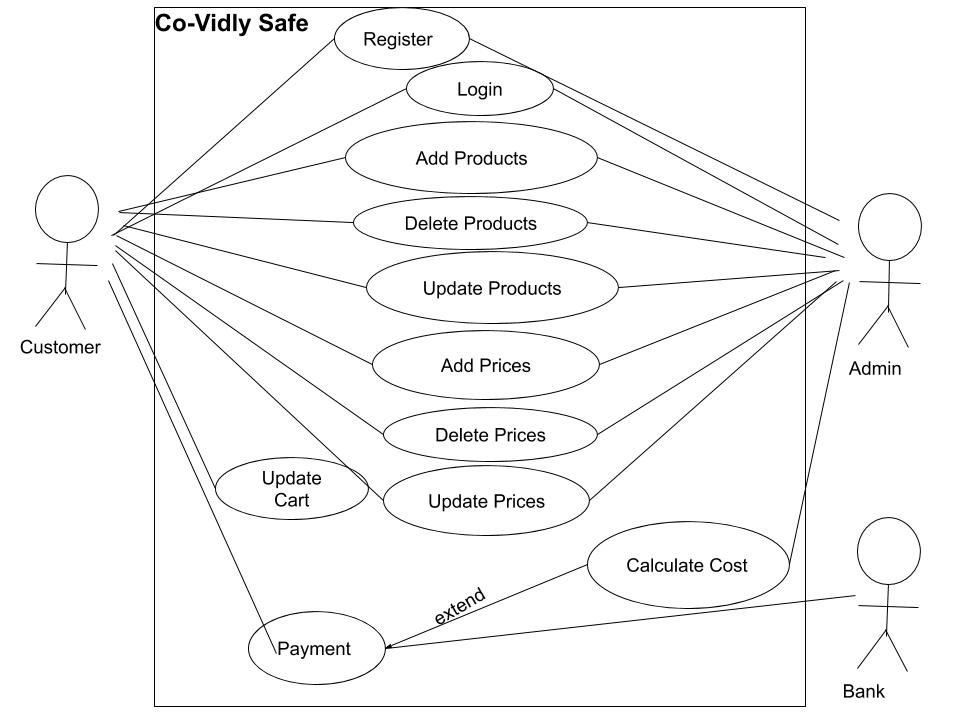 Co-Vidly Safe
Register
Login
Add Products
Delete Products
Update Products
Customer
Add Prices
Admin
Delete Prices
Update
Cart
Update Prices
Calculate Cost
extend
Payment
Bank